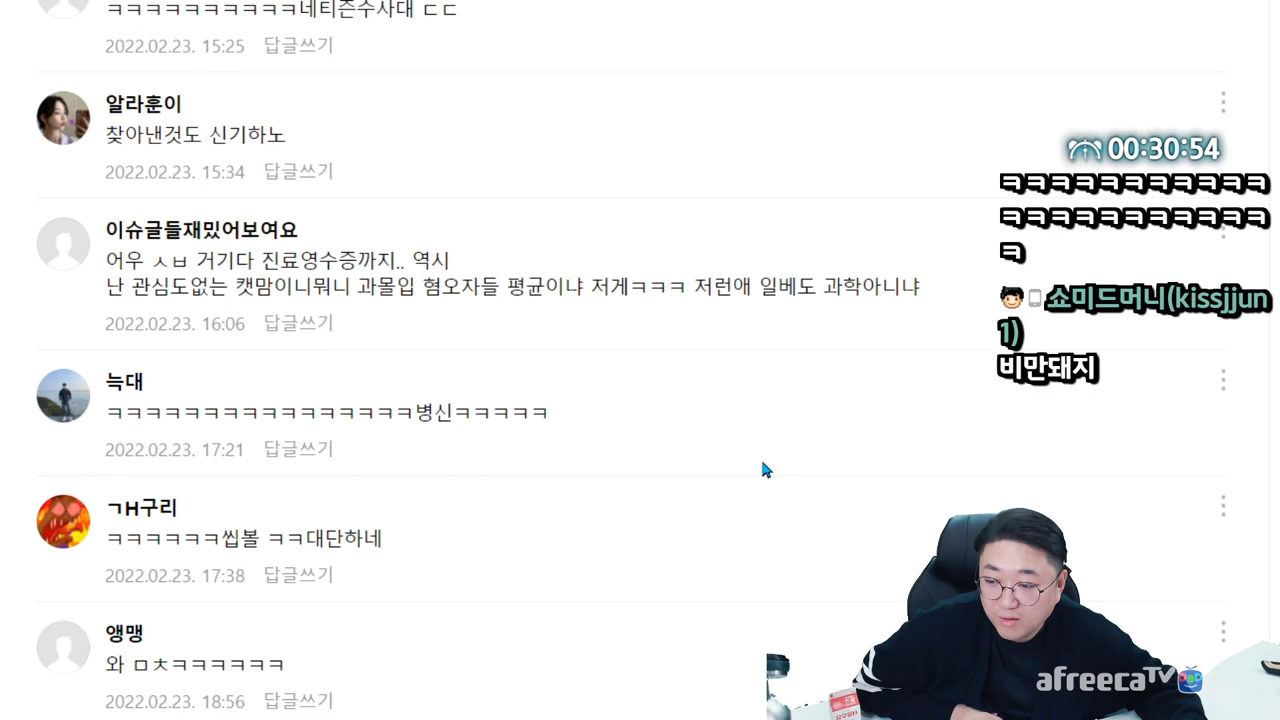 ㅋㅋㅋㅋㅋㅋㅋㅋㅋㅋ네티즌수사대 ㄷㄷ
2022.02.23. 15:25 답글쓰기
알라훈이
찾아낸것도 신기하노
2022.02.23. 15:34 답글쓰기
이슈글들재밌어보여요
어우 ㅅㅂ 거기다 진료영수증까지.. 역시
난 관심도없는 캣맘이니뭐니 과몰입 혐오자들 평균이냐 저게ㅋㅋㅋ 저런애 일베도 과학아니냐
2022.02.23. 16:06 답글쓰기
늑대
ㅋㅋㅋㅋㅋㅋㅋㅋㅋㅋㅋㅋㅋㅋㅋㅋ병신ㅋㅋㅋㅋㅋ
2022.02.23. 17:21 답글쓰기
ㄱH구리
ㅋㅋㅋㅋㅋㅋ씹볼 ㅋㅋ대단하네
2022.02.23. 17:38 답글쓰기
앵맹
와 ㅁㅊㅋㅋㅋㅋㅋㅋ
2022.02.23. 18:56 답글쓰기
00:30:54
ㅋㅋㅋㅋㅋㅋㅋㅋㅋㅋㅋ
ㅋㅋㅋㅋㅋㅋㅋㅋㅋㅋㅋ
ㅋ
쇼미드머니(kissjjun
1)
비만돼지
afreecaTV